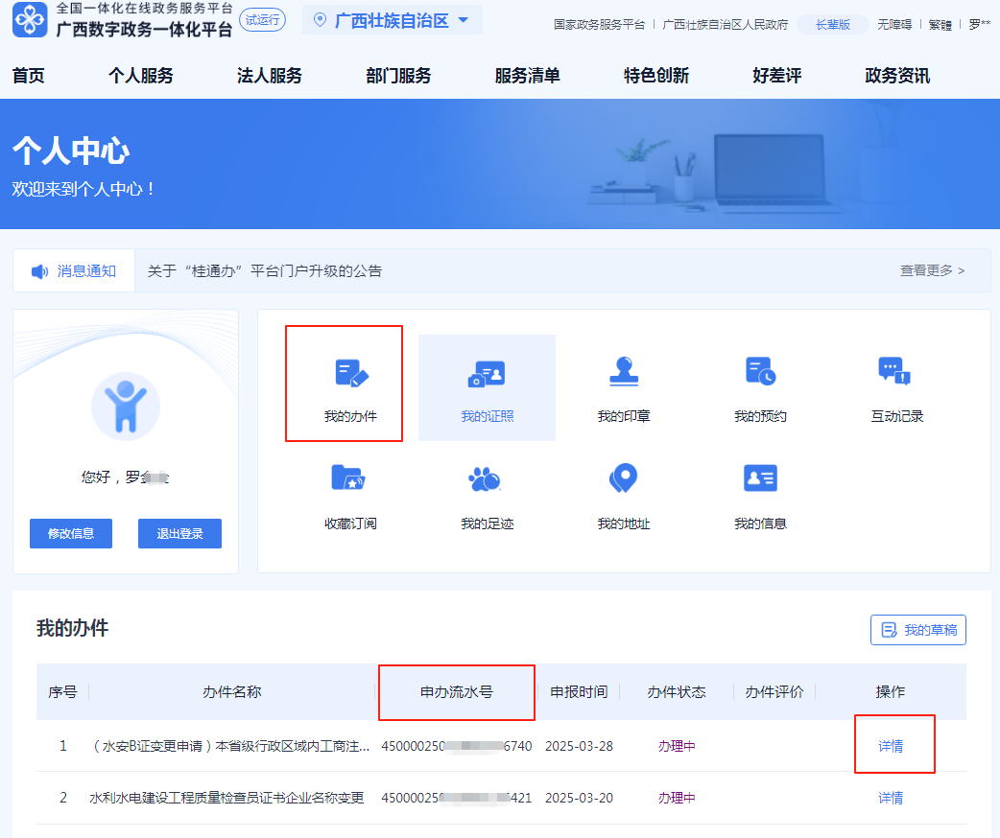 全国一体化在线政务服务平台
广西数字政务一体化平台
试运行
广西壮族自治区
国家政务服务平台 | 广西壮族自治区人民政府 长辈版 无障碍 | 繁體 | 罗**
首页 个人服务 法人服务 部门服务 服务清单 特色创新 好差评 政务资讯
个人中心
欢迎来到个人中心！
消息通知 关于“桂通办”平台门户升级的公告 查看更多 >
您好，罗
修改信息 退出登录
我的办件 我的证照 我的印章 我的预约 互动记录
收藏订阅 我的足迹 我的地址 我的信息
我的办件 我的草稿
序号 办件名称 申办流水号 申报时间 办件状态 办件评价 操作
1 （水安B证变更申请）本省级行政区域内工商注... 450000250 6740 2025-03-28 办理中 详情
2 水利水电建设工程质量检查员证书企业名称变更 45000025 421 2025-03-20 办理中 详情